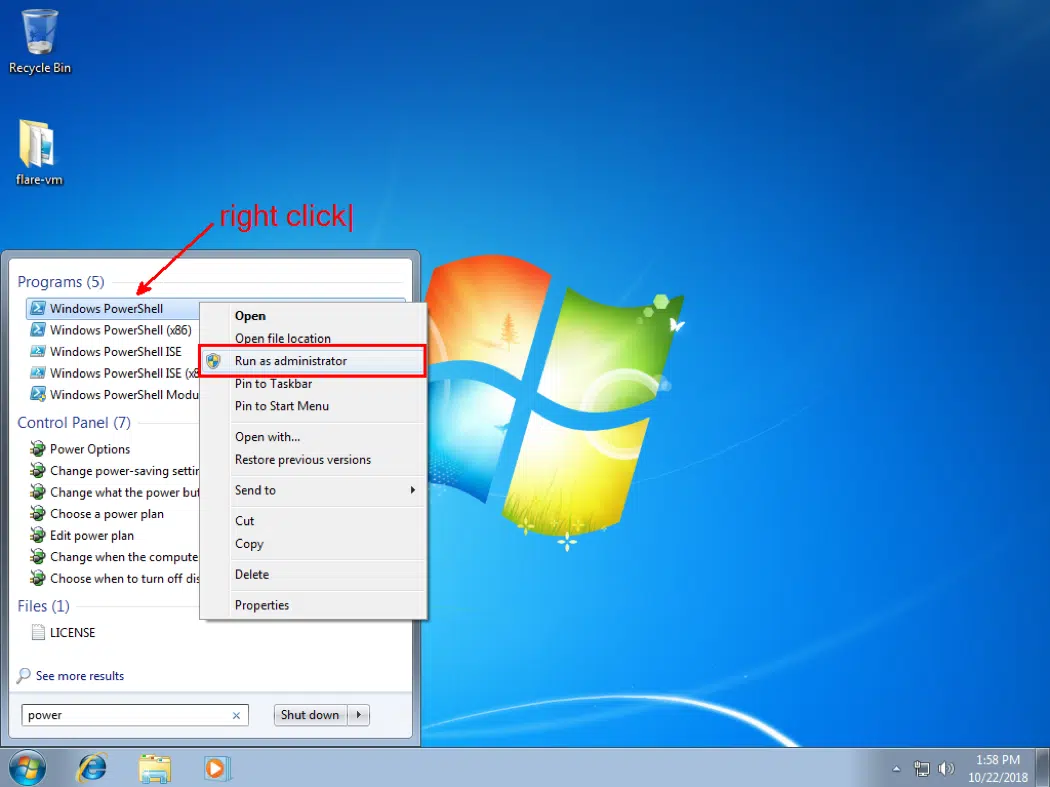 Recycle Bin
flare-vm
right click
Programs (5)
Windows PowerShell
Windows PowerShell (x86)
Windows PowerShell ISE
Windows PowerShell ISE (x8
Windows PowerShell Modu
Control Panel (7)
Power Options
Change power-saving settin
Change what the power but
Choose a power plan
Edit power plan
Change when the compute
Choose when to turn off dis
Files (1)
LICENSE
See more results
power
Shut down
Open
Open file location
Run as administrator
Pin to Taskbar
Pin to Start Menu
Open with...
Restore previous versions
Send to
Cut
Copy
Delete
Properties
1:58 PM
10/22/2018